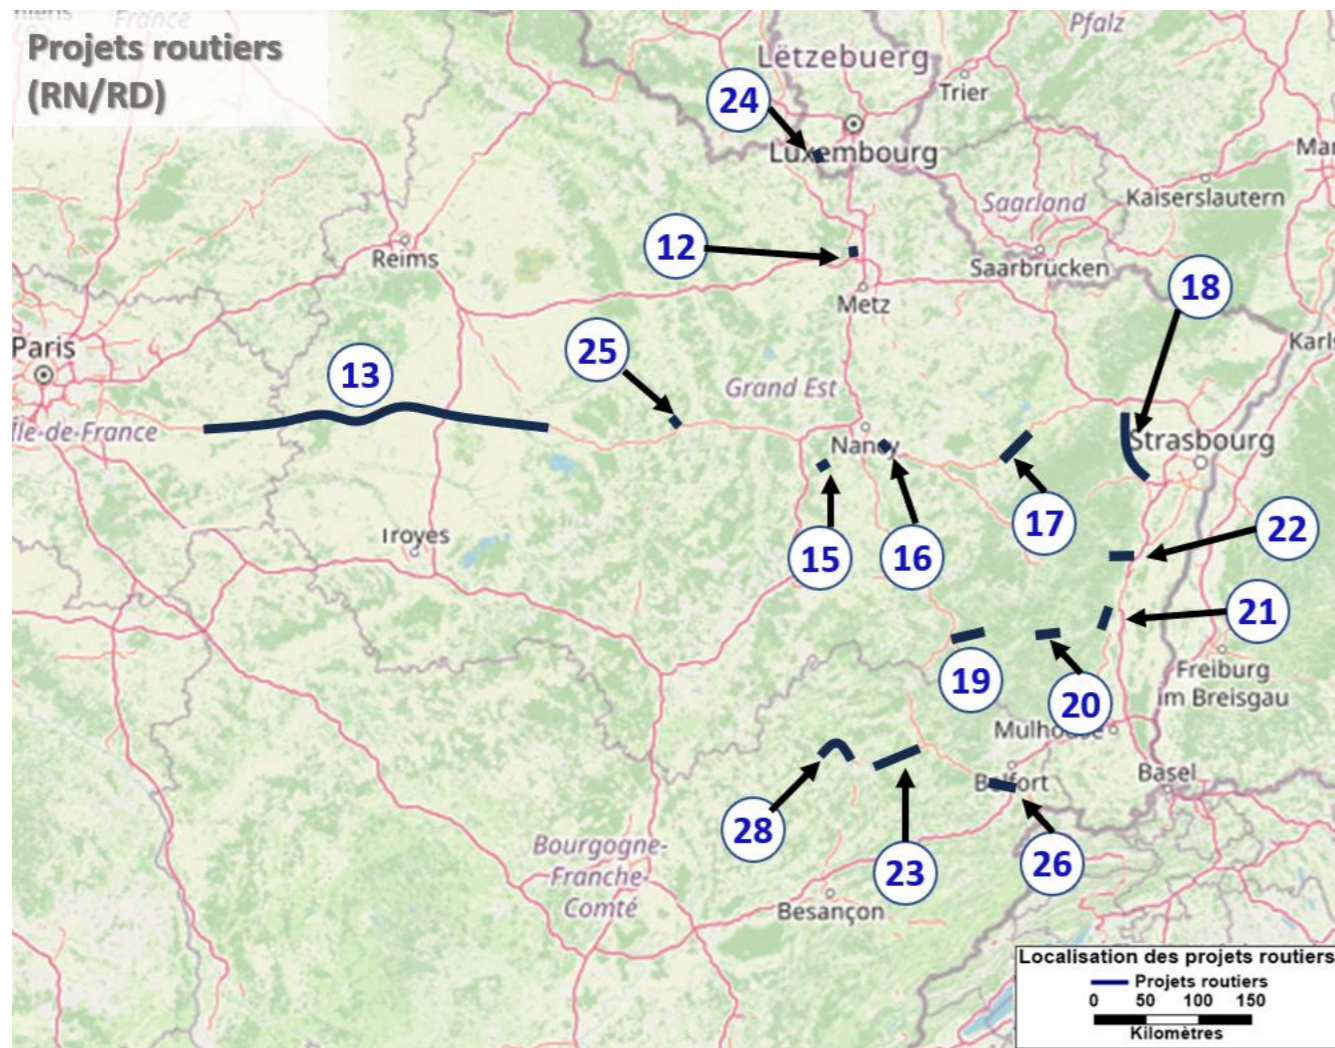 France
Projets routiers
(RN/RD)
Pfalz
Lëtzebuerg
Trier
24
Luxembourg
Kaiserslautern
Saarland
12
Reims
Saarbrücken
Metz
18
Paris
25
13
Grand Est
Île-de-France
Nancy
Strasbourg
17
22
Troyes
15
16
21
19
20
Freiburg
im Breisgau
Mulhouse
Basel
Belfort
28
23
26
Bourgogne-
Franche-
Comté
Besançon
Localisation des projets routiers
Projets routiers
0 50 100 150
Kilomètres